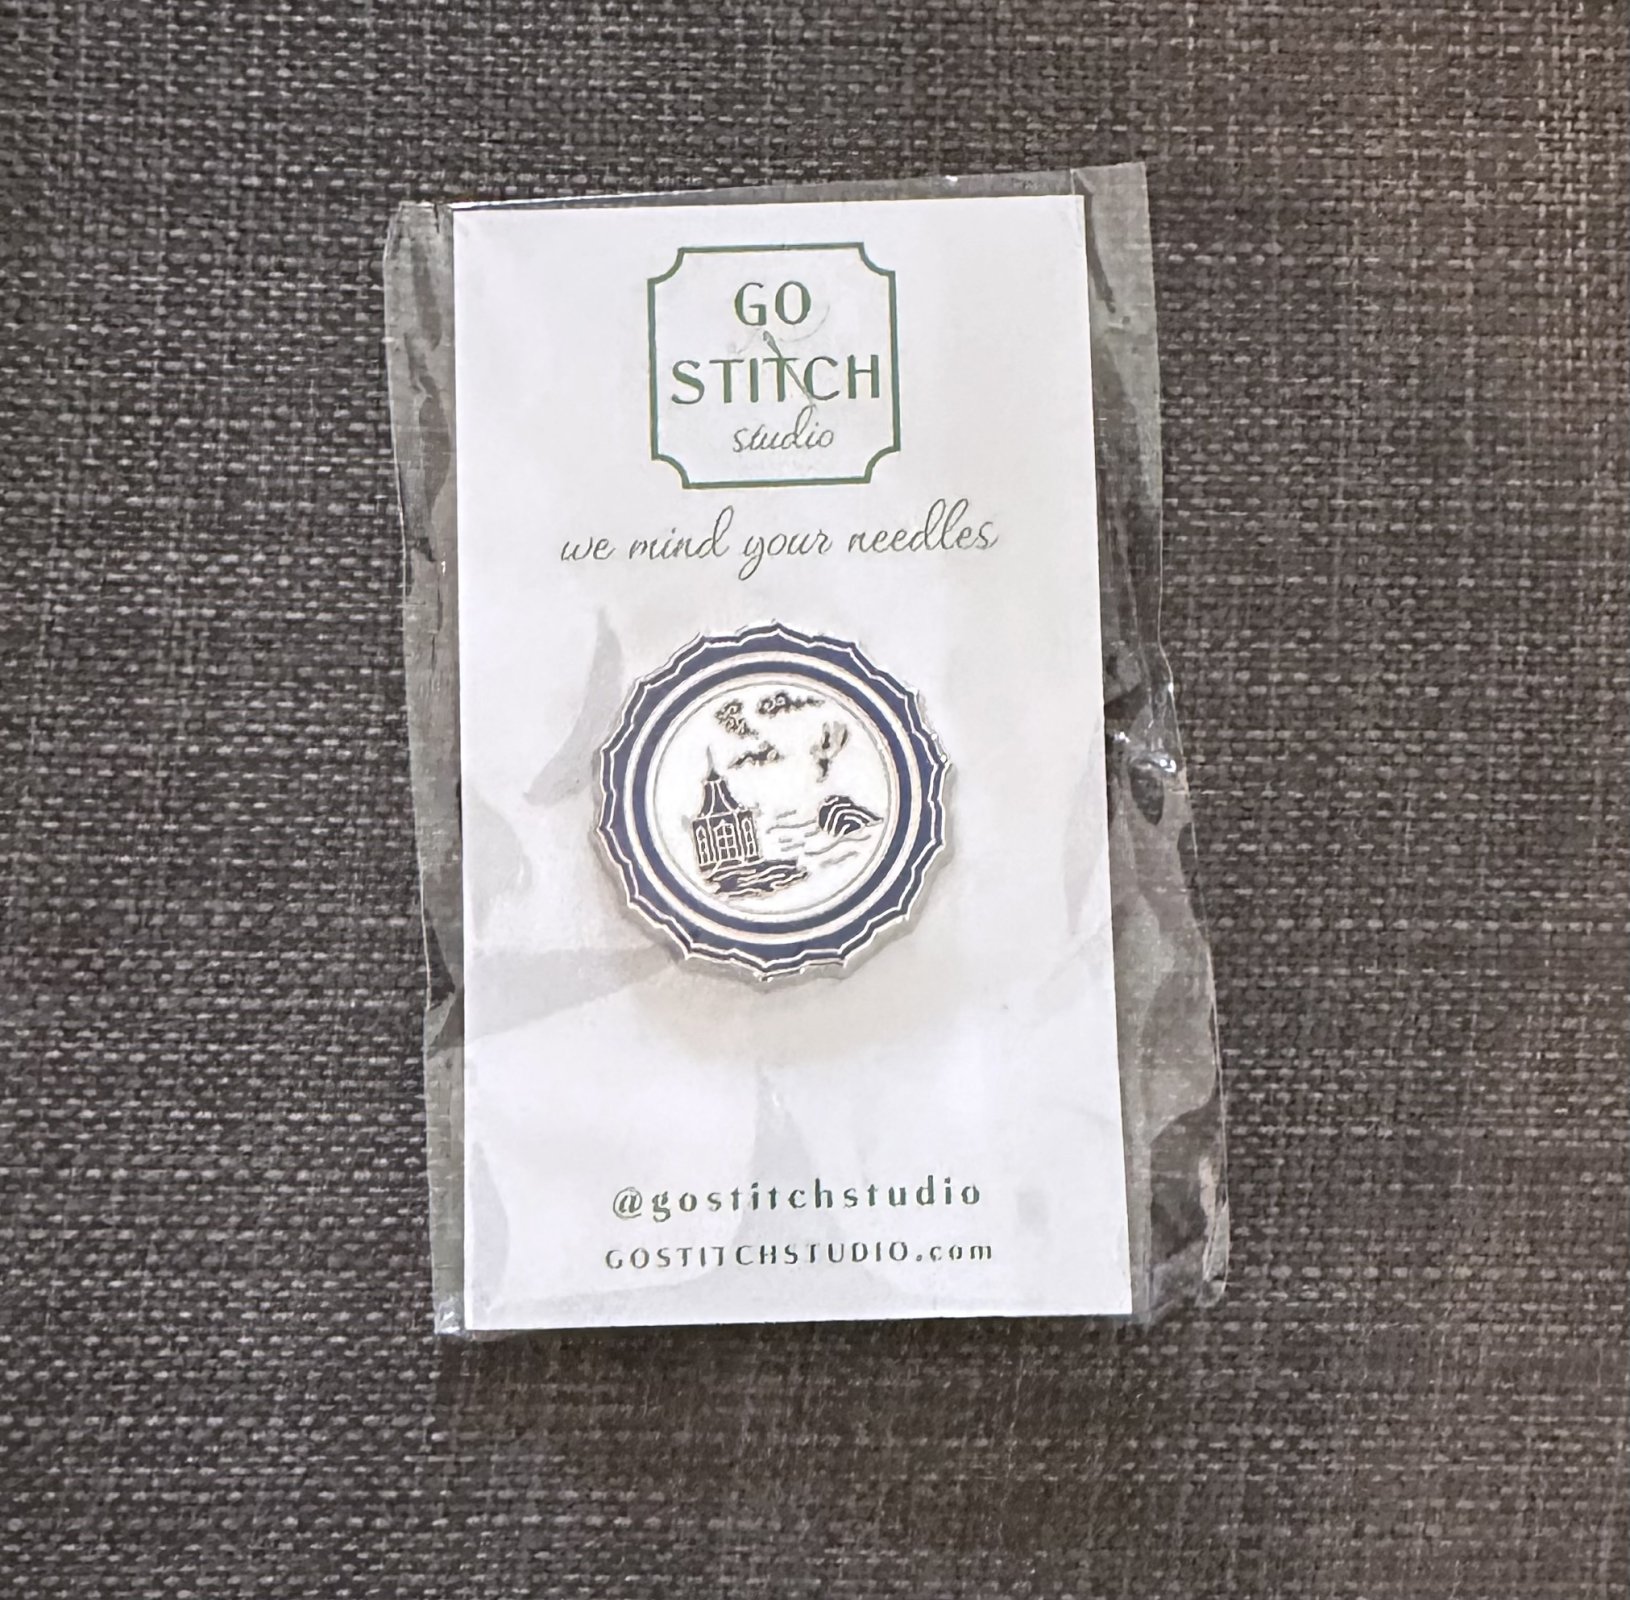 GO
STITCH
studio
we mind your needles
@gostitchstudio
GOSTITCHSTUDIO.com